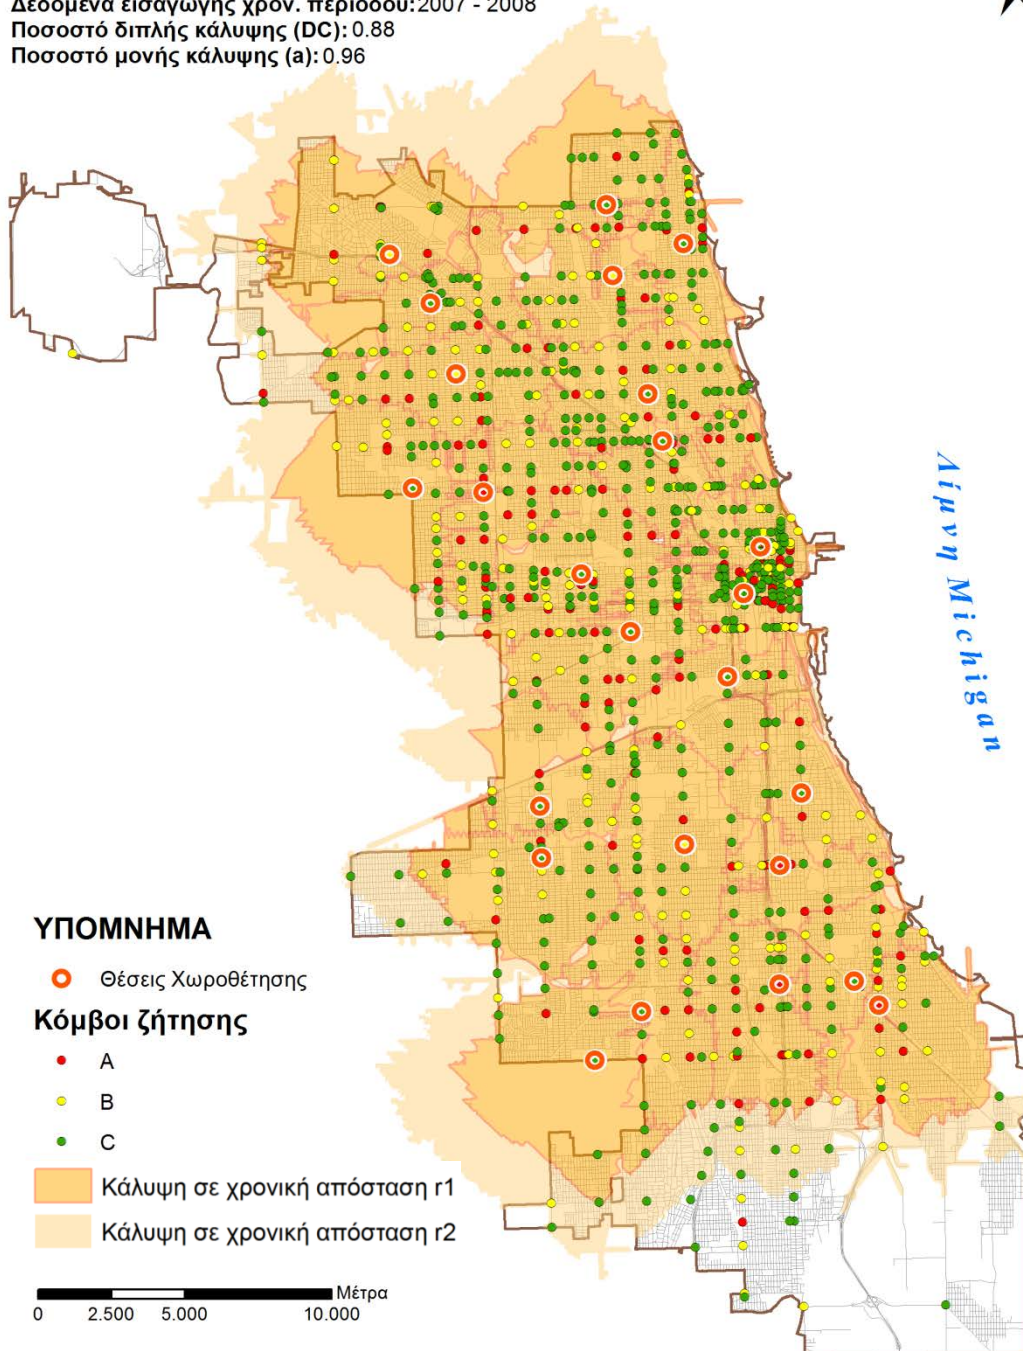 Δεδομένα εισαγωγής χρον. περιόδου: 2007 - 2008
Ποσοστό διπλής κάλυψης (DC): 0.88
Ποσοστό μονής κάλυψης (a): 0.96
Λίμνη Michigan
ΥΠΟΜΝΗΜΑ
Θέσεις Χωροθέτησης
Κόμβοι ζήτησης
A
B
C
Κάλυψη σε χρονική απόσταση r1
Κάλυψη σε χρονική απόσταση r2
Μέτρα
0 2.500 5.000 10.000